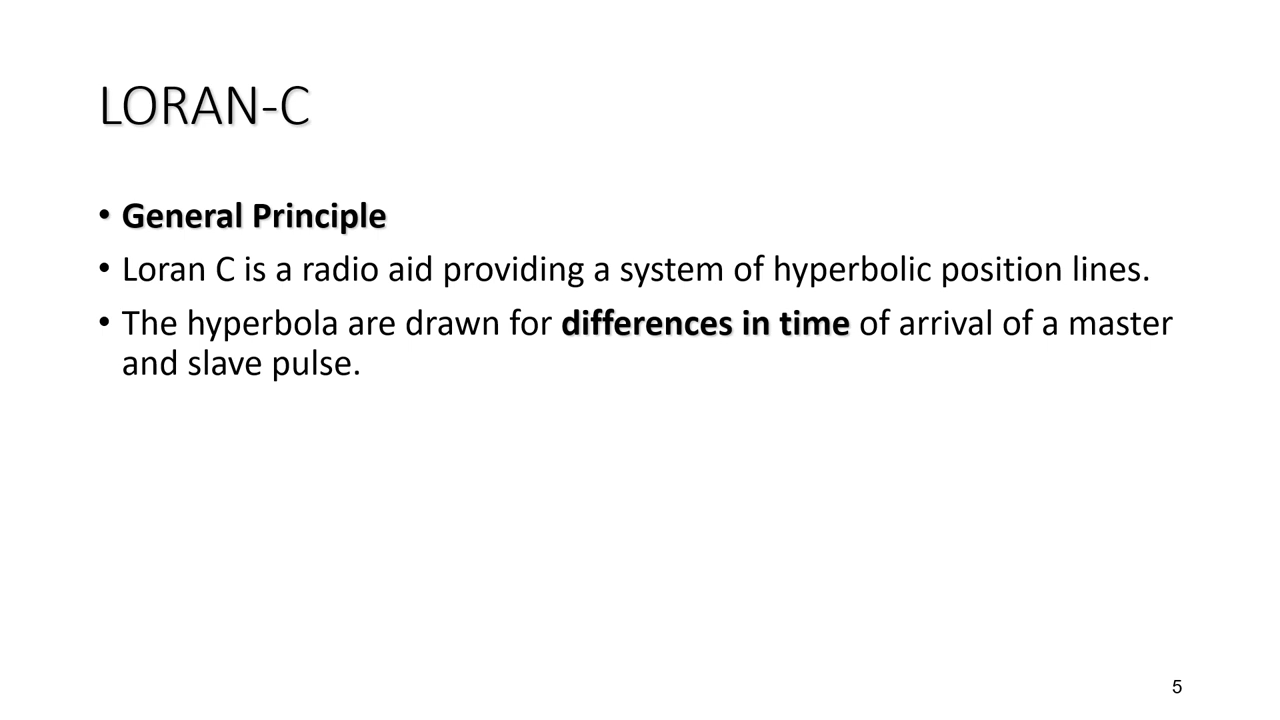 LORAN-C
• General Principle
• Loran C is a radio aid providing a system of hyperbolic position lines.
• The hyperbola are drawn for differences in time of arrival of a master
and slave pulse.
5